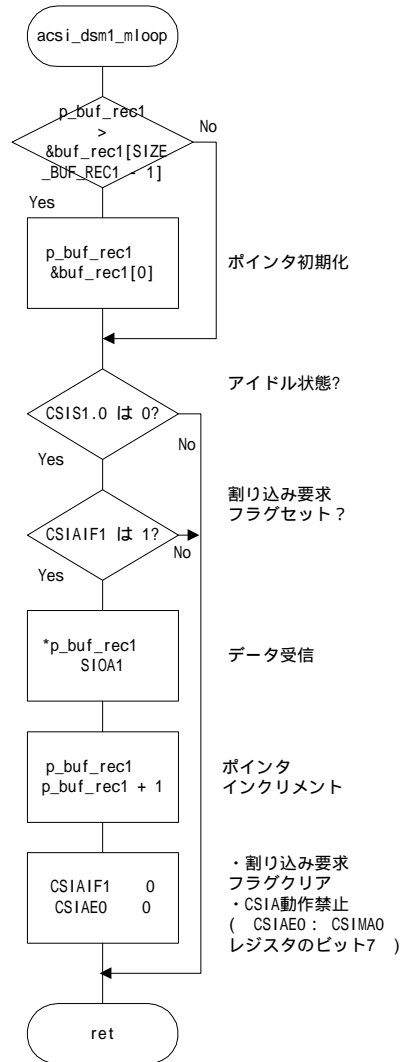 acsi_dsm1_mloop
p_buf_rec1
>
&buf_rec1[SIZE
_BUF_REC1 - 1]
No
Yes
p_buf_rec1
&buf_rec1[0]
ポインタ初期化
アイドル状態?
CSIS1.0 は 0?
No
Yes
割り込み要求
フラグセット？
CSIAIF1 は 1?
No
Yes
*p_buf_rec1
SIOA1
データ受信
p_buf_rec1
p_buf_rec1 + 1
ポインタ
インクリメント
CSIAIF1 0
CSIAE0 0
・割り込み要求
フラグクリア
・CSIA動作禁止
( CSIAE0 : CSIMA0
レジスタのビット7 )
ret